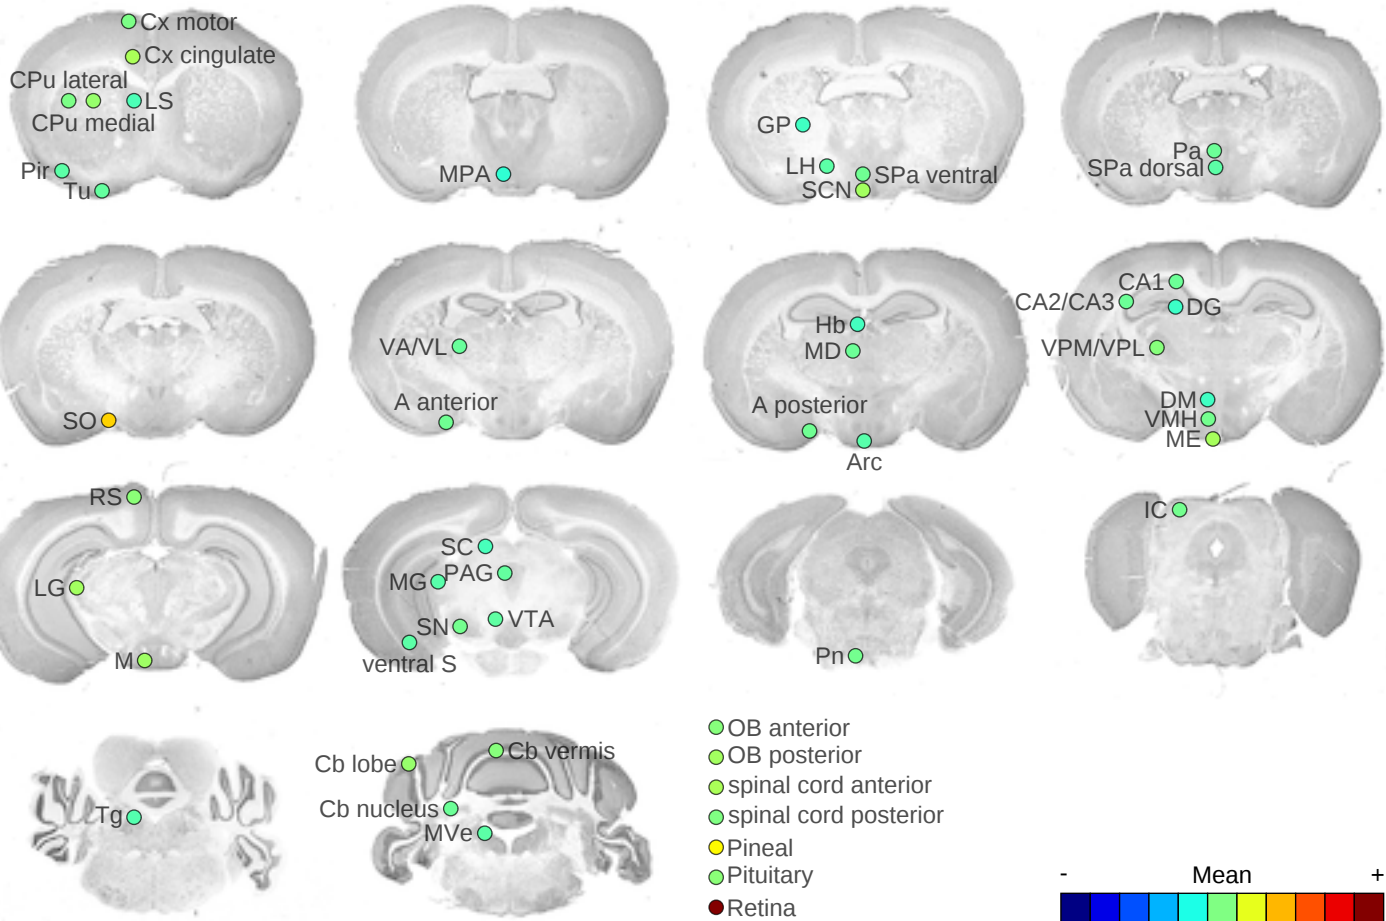 Cx motor
Cx cingulate
CPu lateral
LS
CPu medial
Pir
Tu
MPA
GP
LH
SPa ventral
SCN
Pa
SPa dorsal
SO
VA/VL
A anterior
Hb
MD
A posterior
Arc
CA1
CA2/CA3
DG
VPM/VPL
DM
VMH
ME
RS
LG
M
SC
MG
PAG
SN
VTA
ventral S
Pn
IC
Tg
Cb lobe
Cb vermis
Cb nucleus
MVe
OB anterior
OB posterior
spinal cord anterior
spinal cord posterior
Pineal
Pituitary
Retina
- Mean +